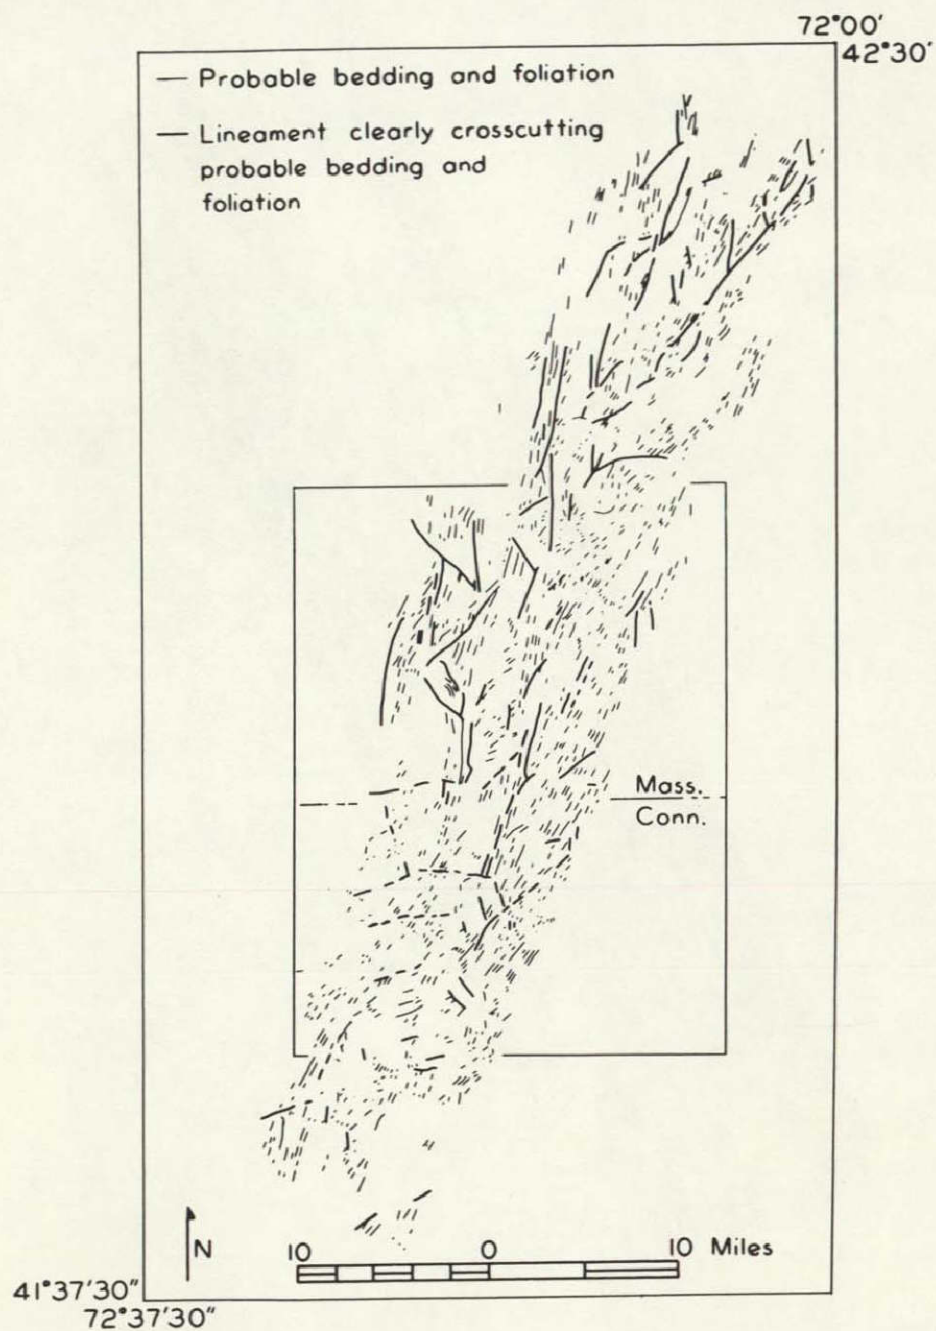 72°00'
42°30'
— Probable bedding and foliation
— Lineament clearly crosscutting
probable bedding and
foliation
Mass.
Conn.
N
10 0 10 Miles
41°37'30"
72°37'30"